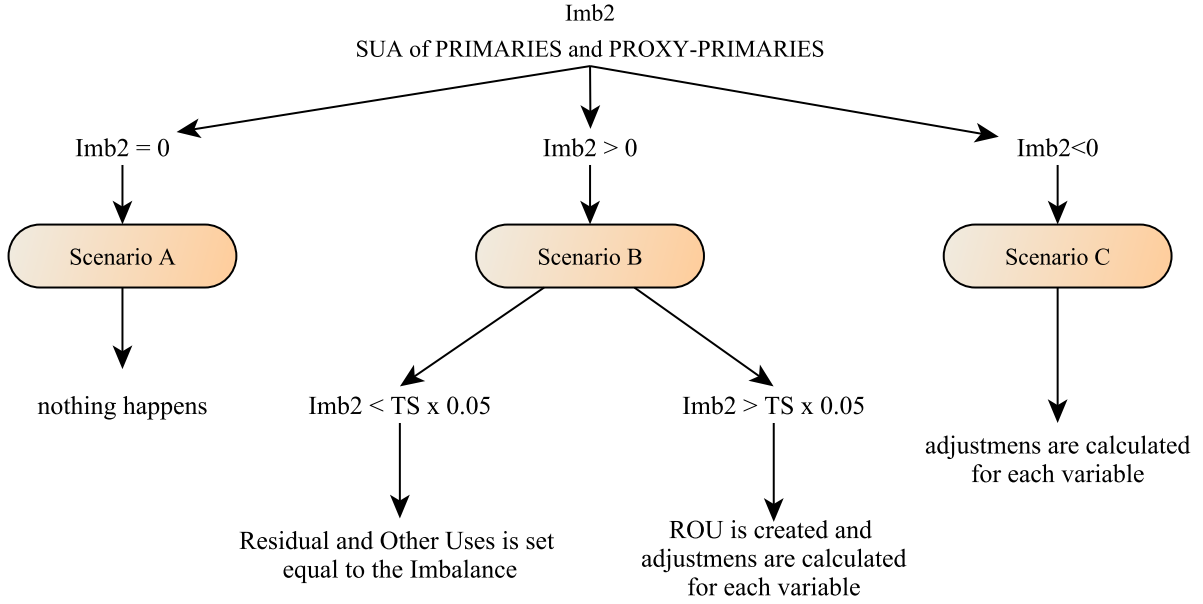 Imb2
SUA of PRIMARIES and PROXY-PRIMARIES
Imb2 = 0
Imb2 > 0
Imb2<0
Scenario A
Scenario B
Scenario C
nothing happens
Imb2 < TS x 0.05
Imb2 > TS x 0.05
adjustmens are calculated
for each variable
Residual and Other Uses is set
equal to the Imbalance
ROU is created and
adjustmens are calculated
for each variable